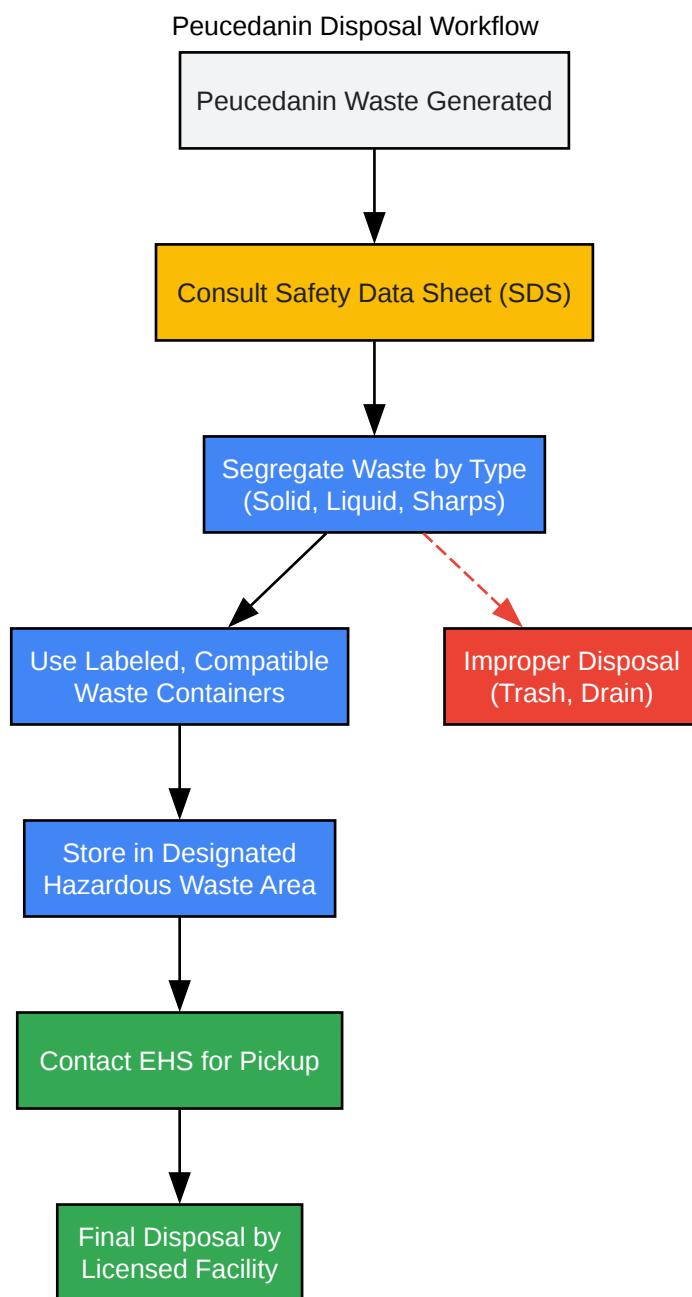 Peucedanin Disposal Workflow
Peucedanin Waste Generated
Consult Safety Data Sheet (SDS)
Segregate Waste by Type
(Solid, Liquid, Sharps)
Use Labeled, Compatible
Waste Containers
Improper Disposal
(Trash, Drain)
Store in Designated
Hazardous Waste Area
Contact EHS for Pickup
Final Disposal by
Licensed Facility